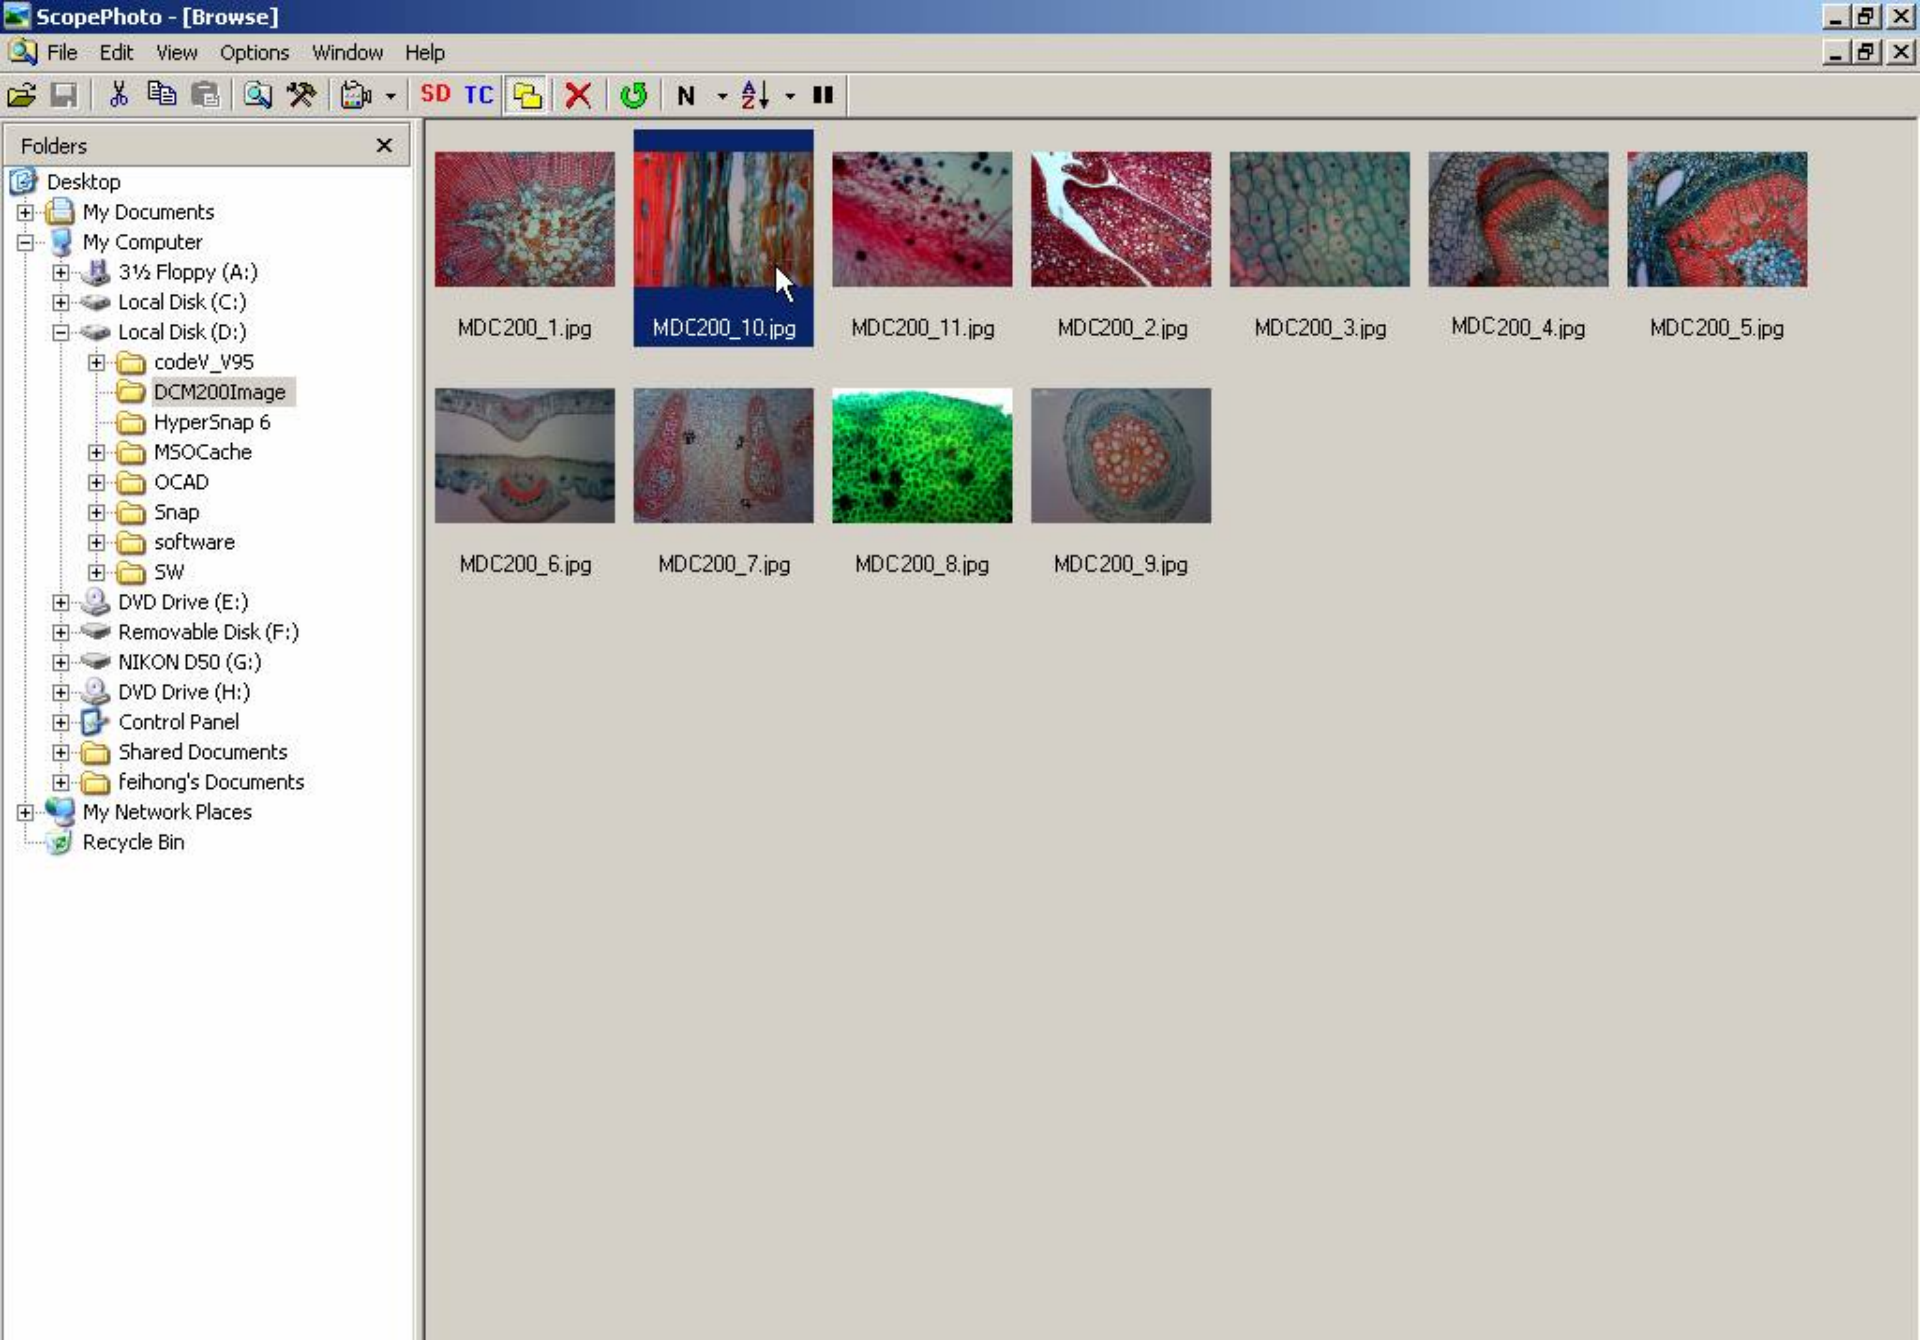 ScopePhoto - [Browse]
File Edit View Options Window Help
SD TC N A Z
Folders
Desktop
My Documents
My Computer
3½ Floppy (A:)
Local Disk (C:)
Local Disk (D:)
codeV_V95
DCM200Image
HyperSnap 6
MSOCache
OCAD
Snap
software
SW
DVD Drive (E:)
Removable Disk (F:)
NIKON D50 (G:)
DVD Drive (H:)
Control Panel
Shared Documents
feihong's Documents
My Network Places
Recycle Bin
MDC200_1.jpg MDC200_10.jpg MDC200_11.jpg MDC200_2.jpg MDC200_3.jpg MDC200_4.jpg MDC200_5.jpg
MDC200_6.jpg MDC200_7.jpg MDC200_8.jpg MDC200_9.jpg